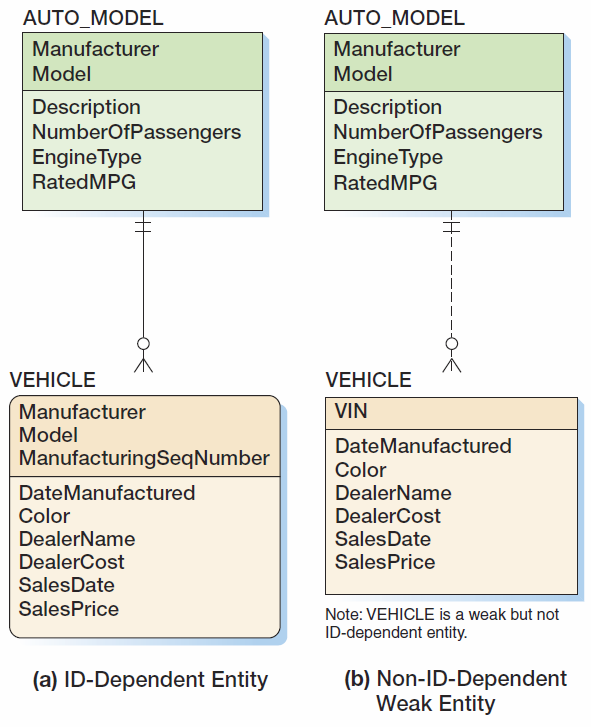 AUTO_MODEL
Manufacturer
Model
Description
NumberOfPassengers
EngineType
RatedMPG
VEHICLE
Manufacturer
Model
ManufacturingSeqNumber
DateManufactured
Color
DealerName
DealerCost
SalesDate
SalesPrice
(a) ID-Dependent Entity
AUTO_MODEL
Manufacturer
Model
Description
NumberOfPassengers
EngineType
RatedMPG
VEHICLE
VIN
DateManufactured
Color
DealerName
DealerCost
SalesDate
SalesPrice
Note: VEHICLE is a weak but not
ID-dependent entity.
(b) Non-ID-Dependent
Weak Entity